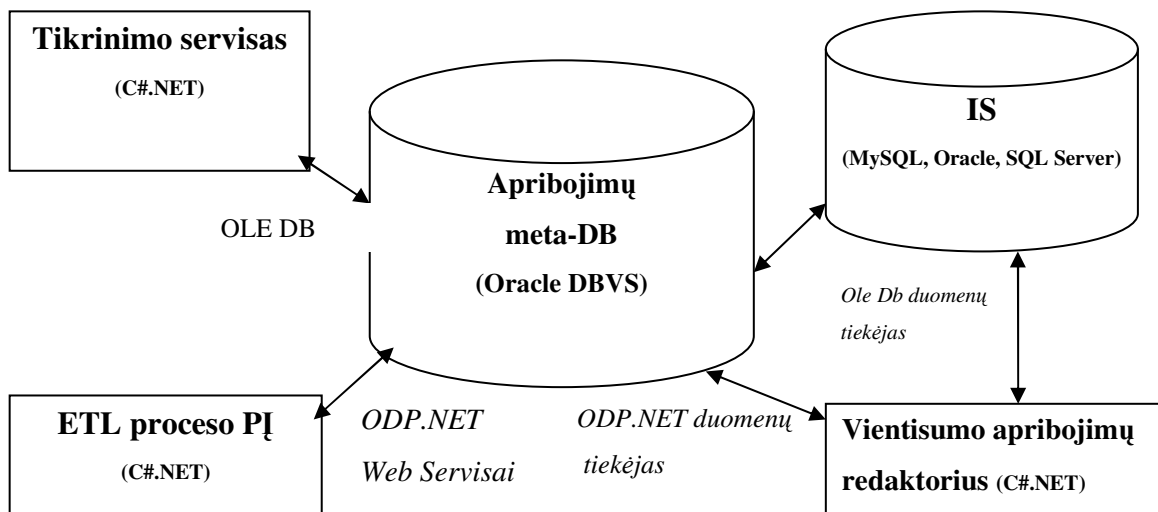 Tikrinimo servisas
(C#.NET)
OLE DB
Apribojimų
meta-DB
(Oracle DBVS)
IS
(MySQL, Oracle, SQL Server)
Ole Db duomenų
tiekėjas
ETL proceso PĮ
(C#.NET)
ODP.NET
Web Servisai
ODP.NET duomenų
tiekėjas
Vientisumo apribojimų
redaktorius (C#.NET)